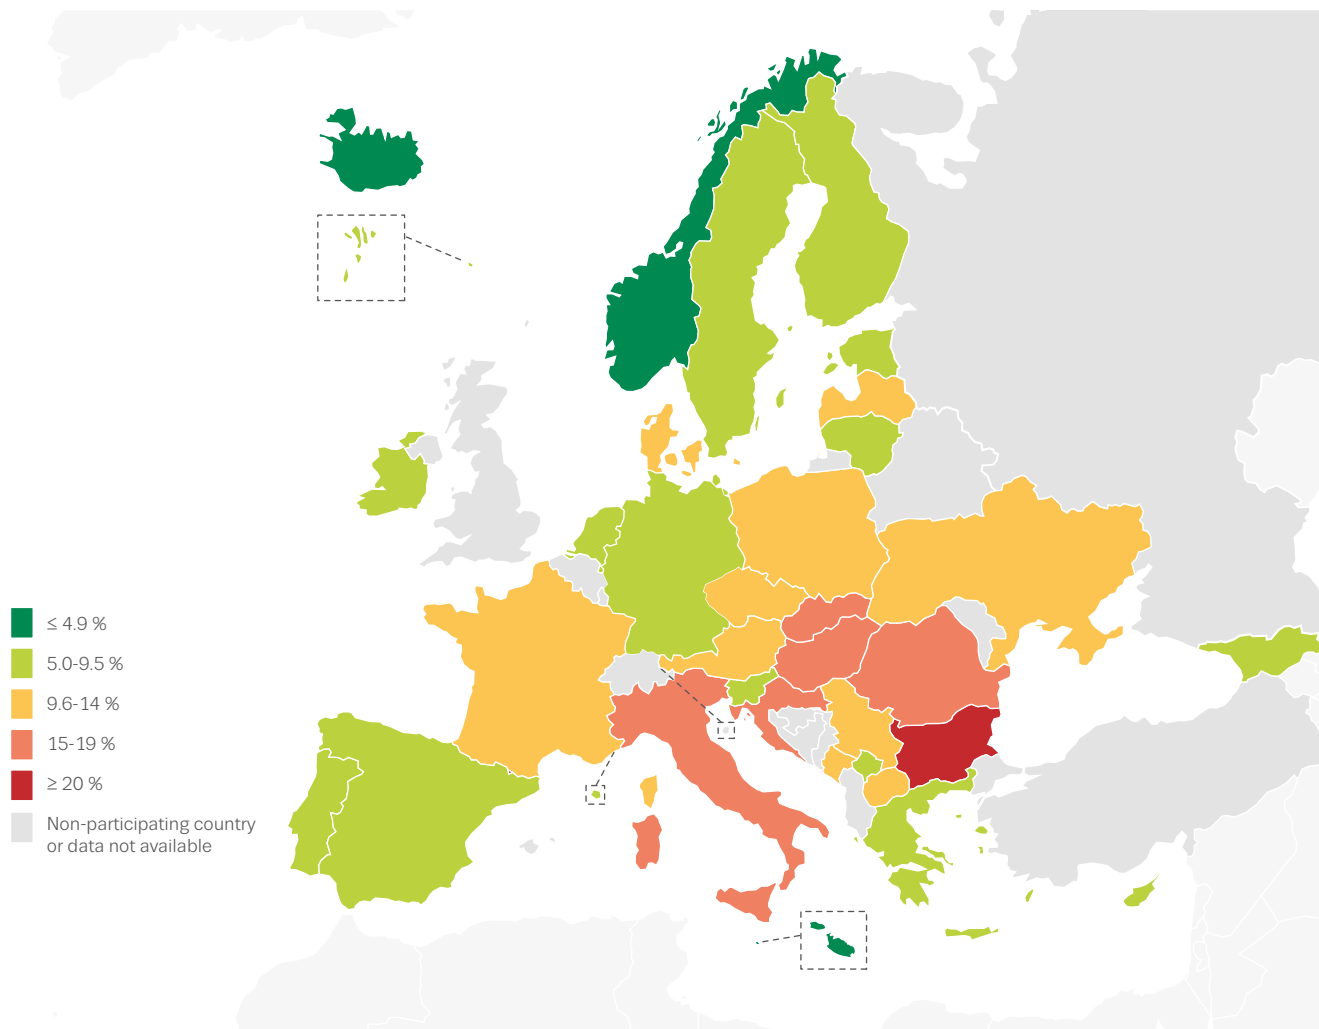 ≤ 4.9 %
5.0-9.5 %
9.6-14 %
15-19 %
≥ 20 %
Non-participating country
or data not available